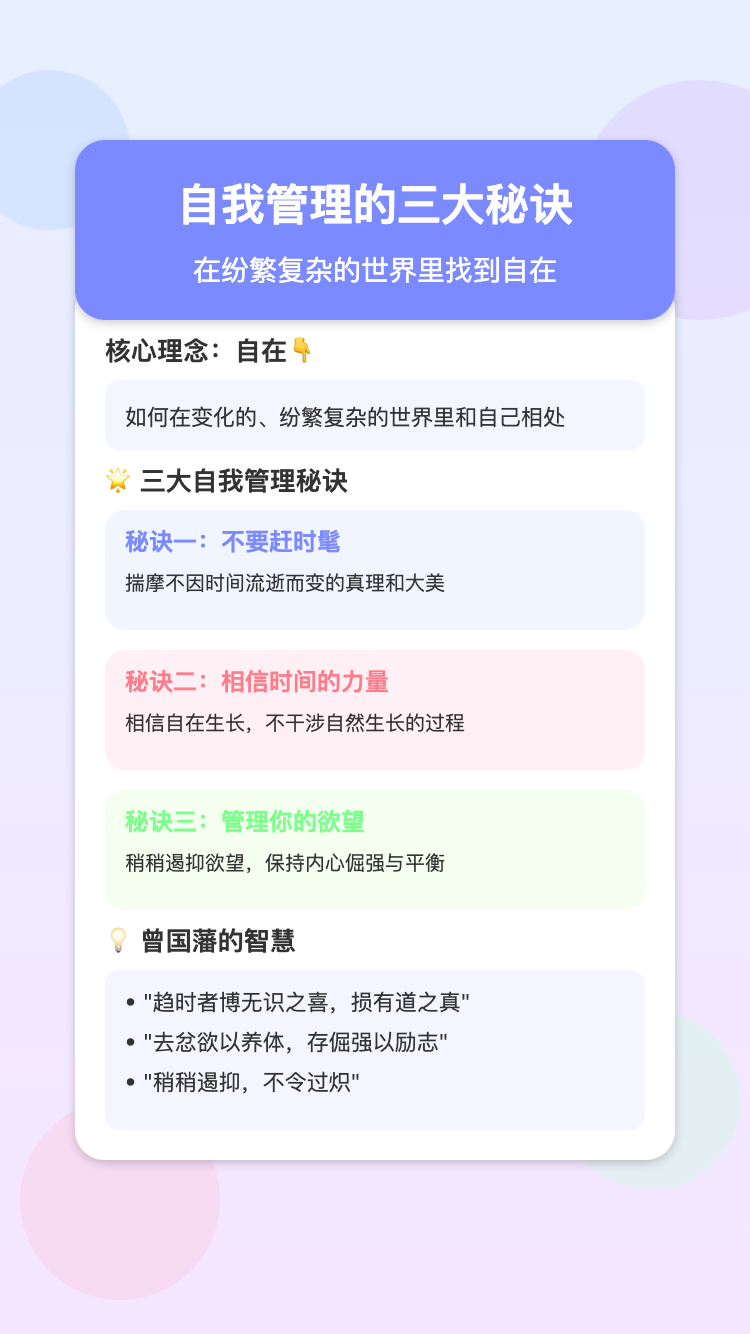 自我管理的三大秘诀
在纷繁复杂的世界里找到自在
核心理念：自在👇
如何在变化的、纷繁复杂的世界里和自己相处
🌟 三大自我管理秘诀
秘诀一：不要赶时髦
揣摩不因时间流逝而变的真理和大美
秘诀二：相信时间的力量
相信自在生长，不干涉自然生长的过程
秘诀三：管理你的欲望
稍稍遏抑欲望，保持内心倔强与平衡
💡 曾国藩的智慧
• "趋时者博无识之喜，损有道之真"
• "去忿欲以养体，存倔强以励志"
• "稍稍遏抑，不令过炽"